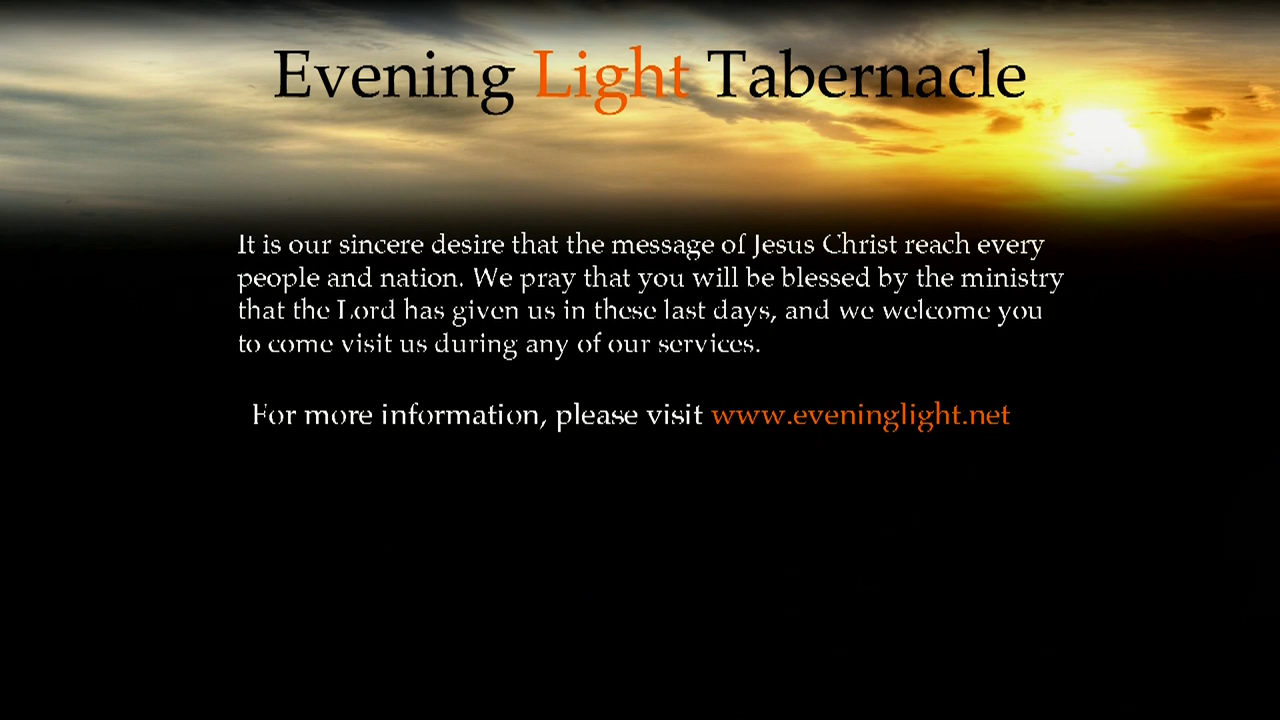 Evening Light Tabernacle
It is our sincere desire that the message of Jesus Christ reach every
people and nation. We pray that you will be blessed by the ministry
that the Lord has given us in these last days, and we welcome you
to come visit us during any of our services.
For more information, please visit www.eveninglight.net